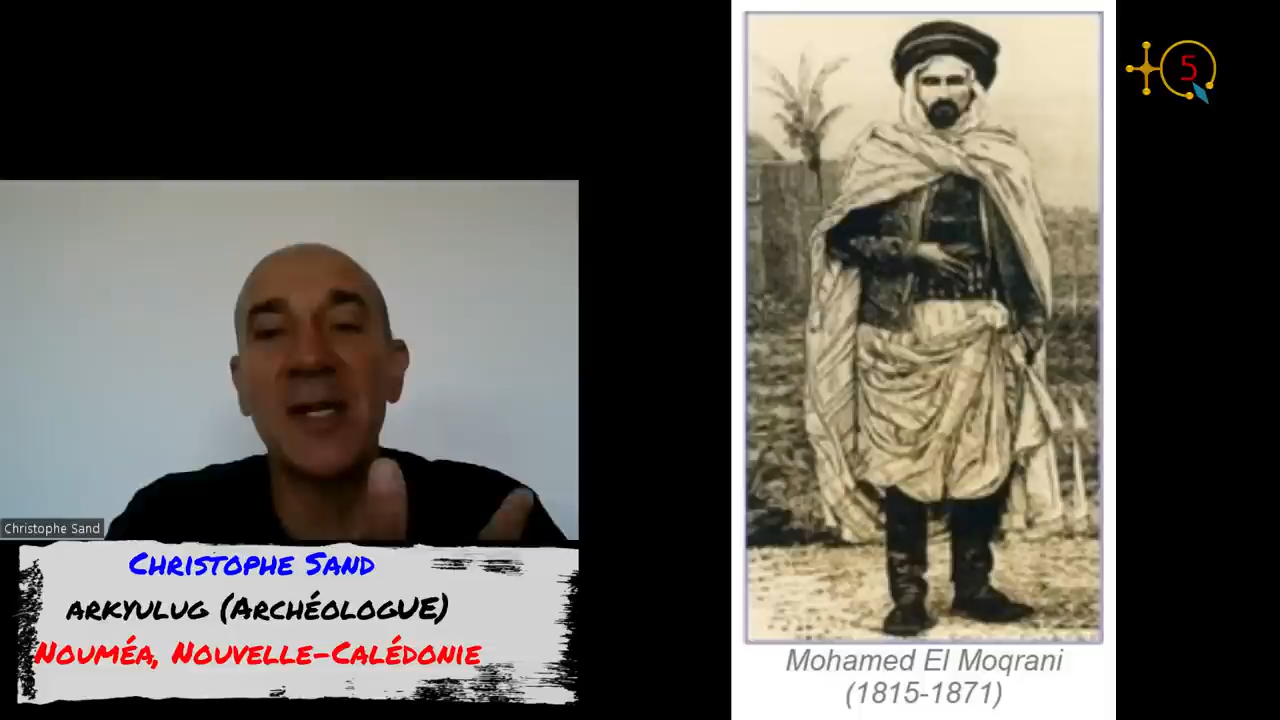 5
Christophe Sand
Christophe Sand
arkyulug (Archéologue)
Nouméa, Nouvelle-Calédonie
Mohamed El Moqrani
(1815-1871)